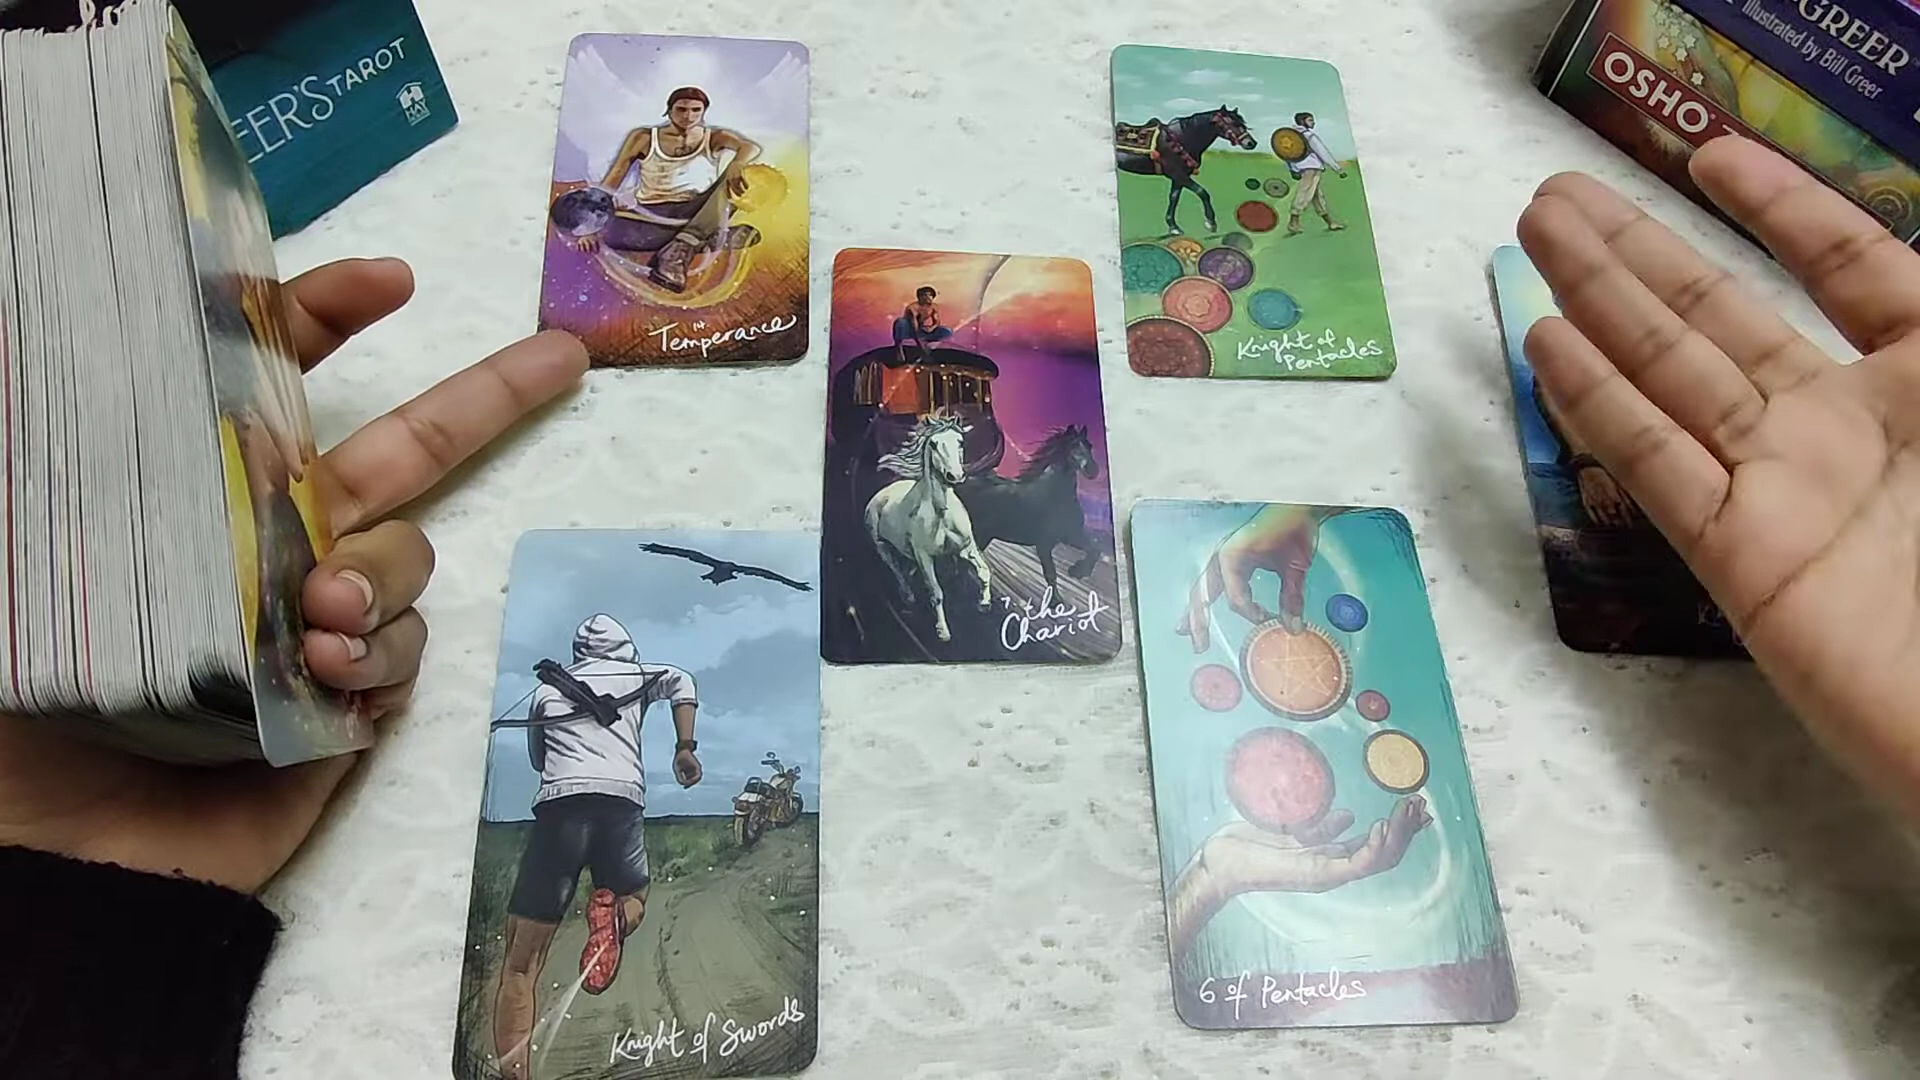 EER'S TAROT
HAY
GREER
Illustrated by Bill Greer
OSHO
14
Temperance
Knight of
Pentacles
7. the
Chariot
Knight of Swords
6 of Pentacles